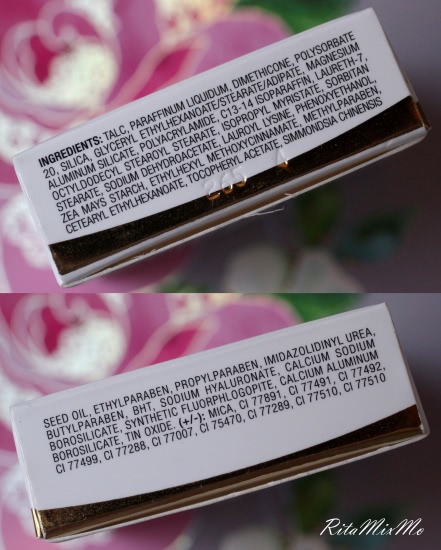 INGREDIENTS: TALC, PARAFFINUM LIQUIDUM, DIMETHICONE, POLYSORBATE
20, SILICA, GLYCERYL ETHYLHEXANOATE/STEARATE/ADIPATE, MAGNESIUM
ALUMINUM SILICATE, POLYACRYLAMIDE, C13-14 ISOPARAFFIN, LAURETH-7,
OCTYLDODECYL STEAROYL STEARATE, ISOPROPYL MYRISTATE, SORBITAN
STEARATE, SODIUM DEHYDROACETATE, LAUROYL LYSINE, PHENOXYETHANOL,
ZEA MAYS STARCH, ETHYLHEXYL METHOXYCINNAMATE, METHYLPARABEN,
CETEARYL ETHYLHEXANOATE, TOCOPHERYL ACETATE, SIMMONDSIA CHINENSIS
SEED OIL, ETHYLPARABEN, PROPYLPARABEN, IMIDAZOLIDINYL UREA,
BUTYLPARABEN, BHT, SODIUM HYALURONATE, CALCIUM SODIUM
BOROSILICATE, SYNTHETIC FLUORPHLOGOPITE, CALCIUM ALUMINUM
BOROSILICATE, TIN OXIDE. (+/-): MICA, CI 77891, CI 77491, CI 77492,
CI 77499, CI 77288, CI 77007, CI 75470, CI 77289, CI 77510, CI 77510
RitaMixMo